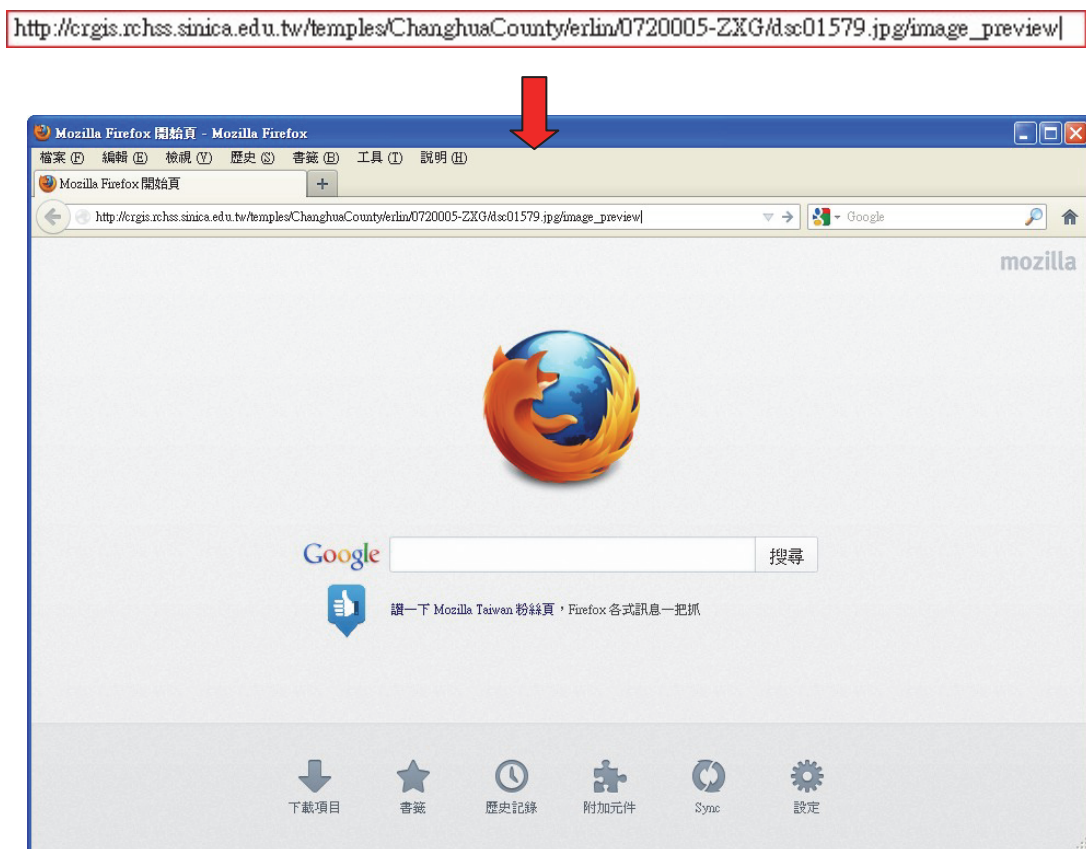 http://crgis.rchss.sinica.edu.tw/temples/ChanghuaCounty/erlin/0720005-ZXG/dsc01579.jpg/image_preview
Mozilla Firefox 開始頁 - Mozilla Firefox
檔案(F) 編輯(E) 檢視(V) 歷史(S) 書籤(B) 工具(T) 說明(H)
Mozilla Firefox 開始頁
http://crgis.rchss.sinica.edu.tw/temples/ChanghuaCounty/erlin/0720005-ZXG/dsc01579.jpg/image_preview
Google
mozilla
Google
搜尋
讚一下 Mozilla Taiwan 粉絲頁，Firefox 各式訊息一把抓
下載項目 書籤 歷史記錄 附加元件 Sync 設定